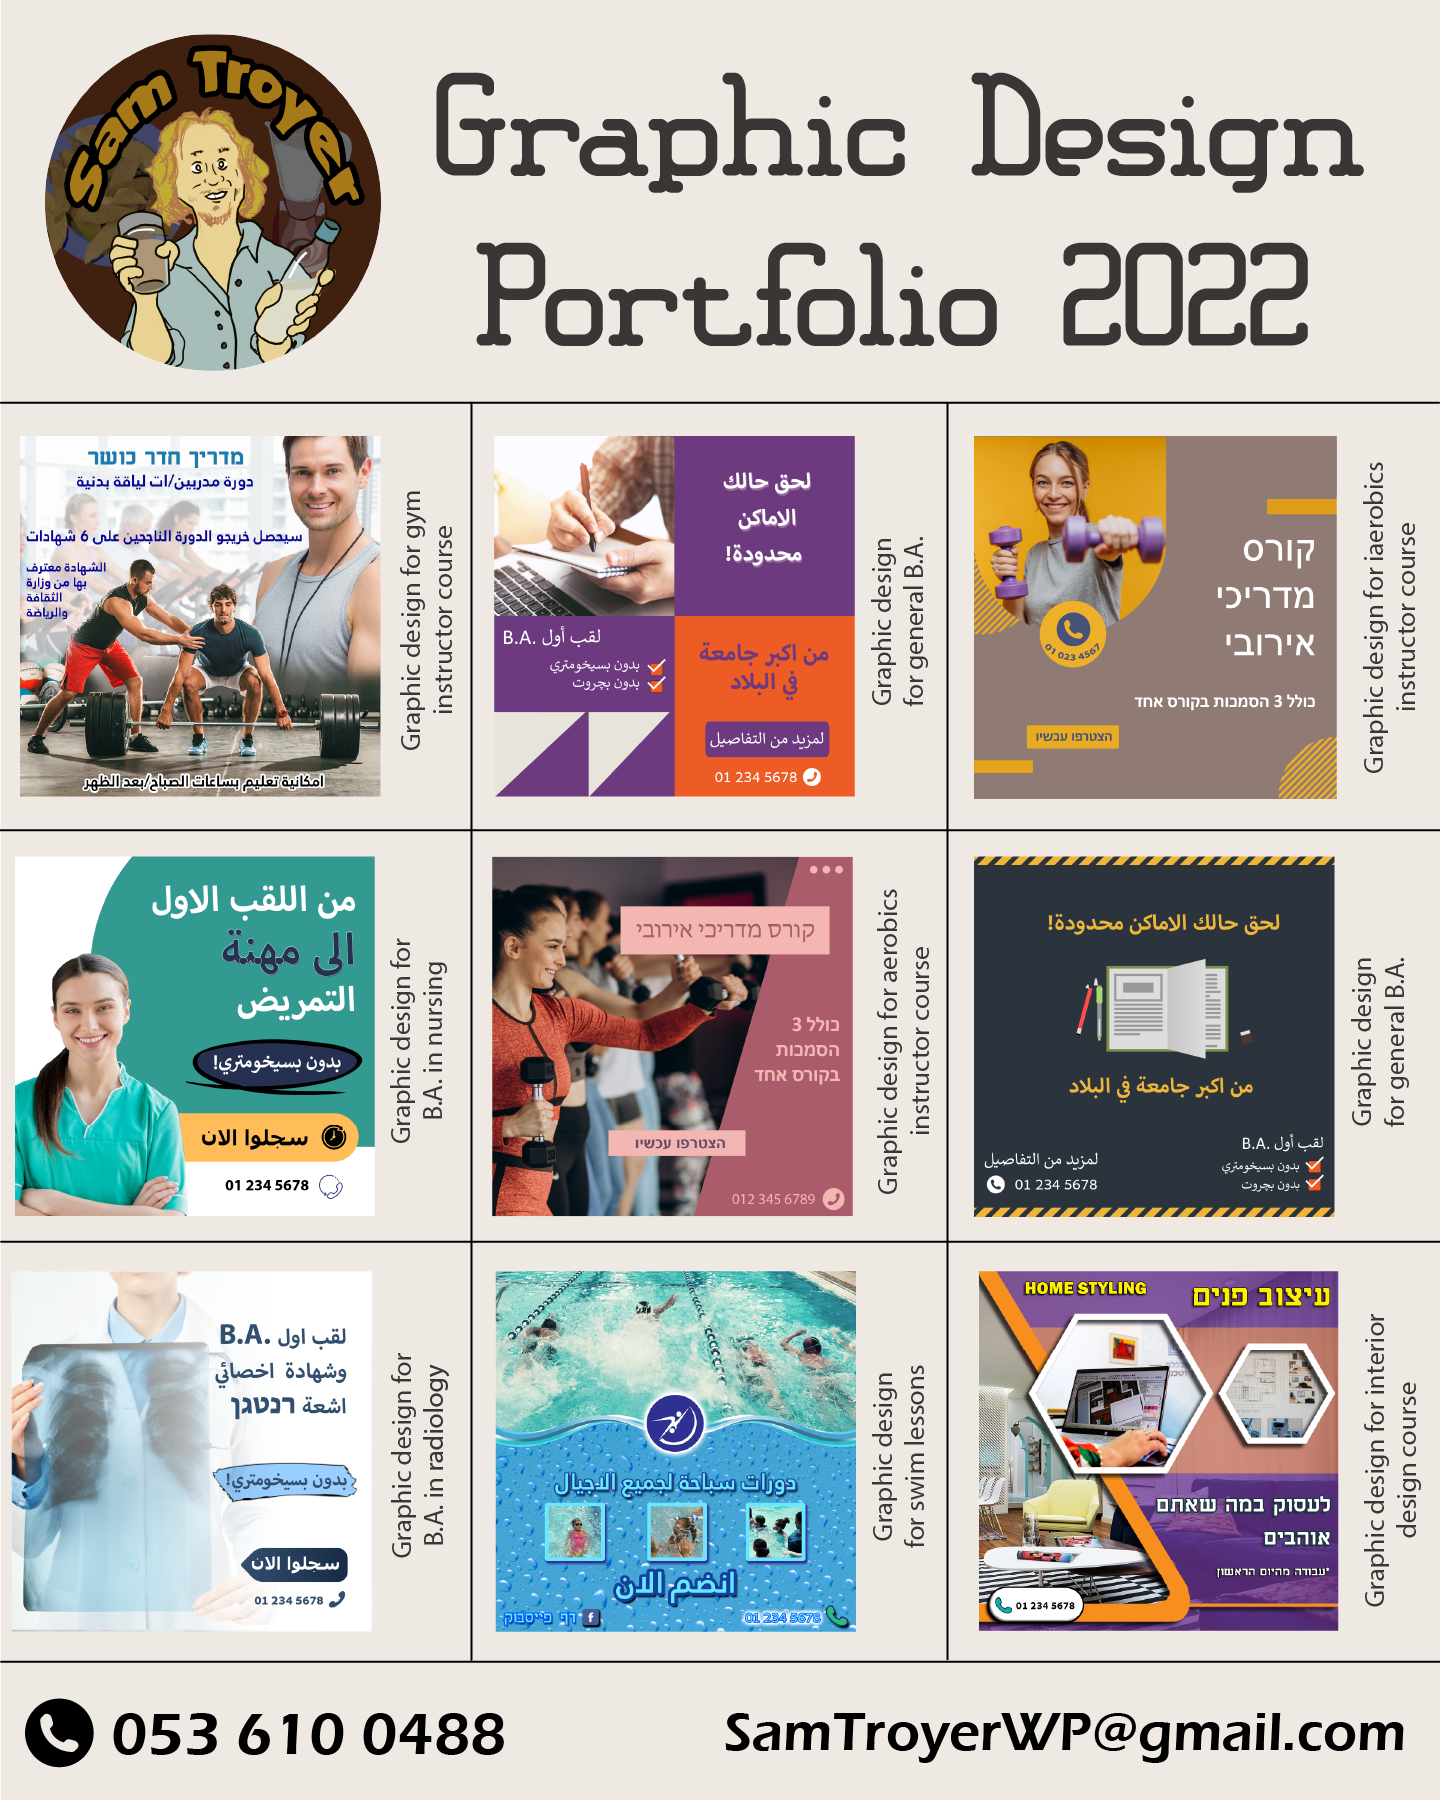 Sam Troyer
Graphic Design
Portfolio 2022
מדריך חדר כושר
دورة مدربين/ات لياقة بدنية
سيحصل خريجو الدورة الناجحين على 6 شهادات
الشهادة معترف
بها من وزارة
الثقافة
والرياضة
امكانية تعليم بساعات الصباح/بعد الظهر
Graphic design for gym
instructor course
لحق حالك
الاماكن
محدودة!
لقب أول .B.A
بدون بسيخومتري
بدون بجروت
من اكبر جامعة
في البلاد
لمزيد من التفاصيل
01 234 5678
Graphic design
for general B.A.
קורס
מדריכי
אירובי
01 023 4567
כולל 3 הסמכות בקורס אחד
הצטרפו עכשיו
Graphic design for iaerobics
instructor course
من اللقب الاول
الى مهنة
التمريض
بدون بسيخومتري!
سجلوا الان
01 234 5678
Graphic design for
B.A. in nursing
קורס מדריכי אירובי
כולל 3
הסמכות
בקורס אחד
הצטרפו עכשיו
012 345 6789
Graphic design for aerobics
instructor course
لحق حالك الاماكن محدودة!
من اكبر جامعة في البلاد
لقب أول .B.A
بدون بسيخومتري
بدون بجروت
لمزيد من التفاصيل
01 234 5678
Graphic design
for general B.A.
لقب اول .B.A
وشهادة اخصائي
اشعة רנטגן
بدون بسيخومتري!
سجلوا الان
01 234 5678
Graphic design for
B.A. in radiology
دورات سباحة لجميع الاجيال
انضم الان
דף פייסבוק
01 234 5678
Graphic design
for swim lessons
HOME STYLING
עיצוב פנים
לעסוק במה שאתם
אוהבים
*עבודה מהיום הראשון
01 234 5678
Graphic design for interior
design course
053 610 0488
SamTroyerWP@gmail.com